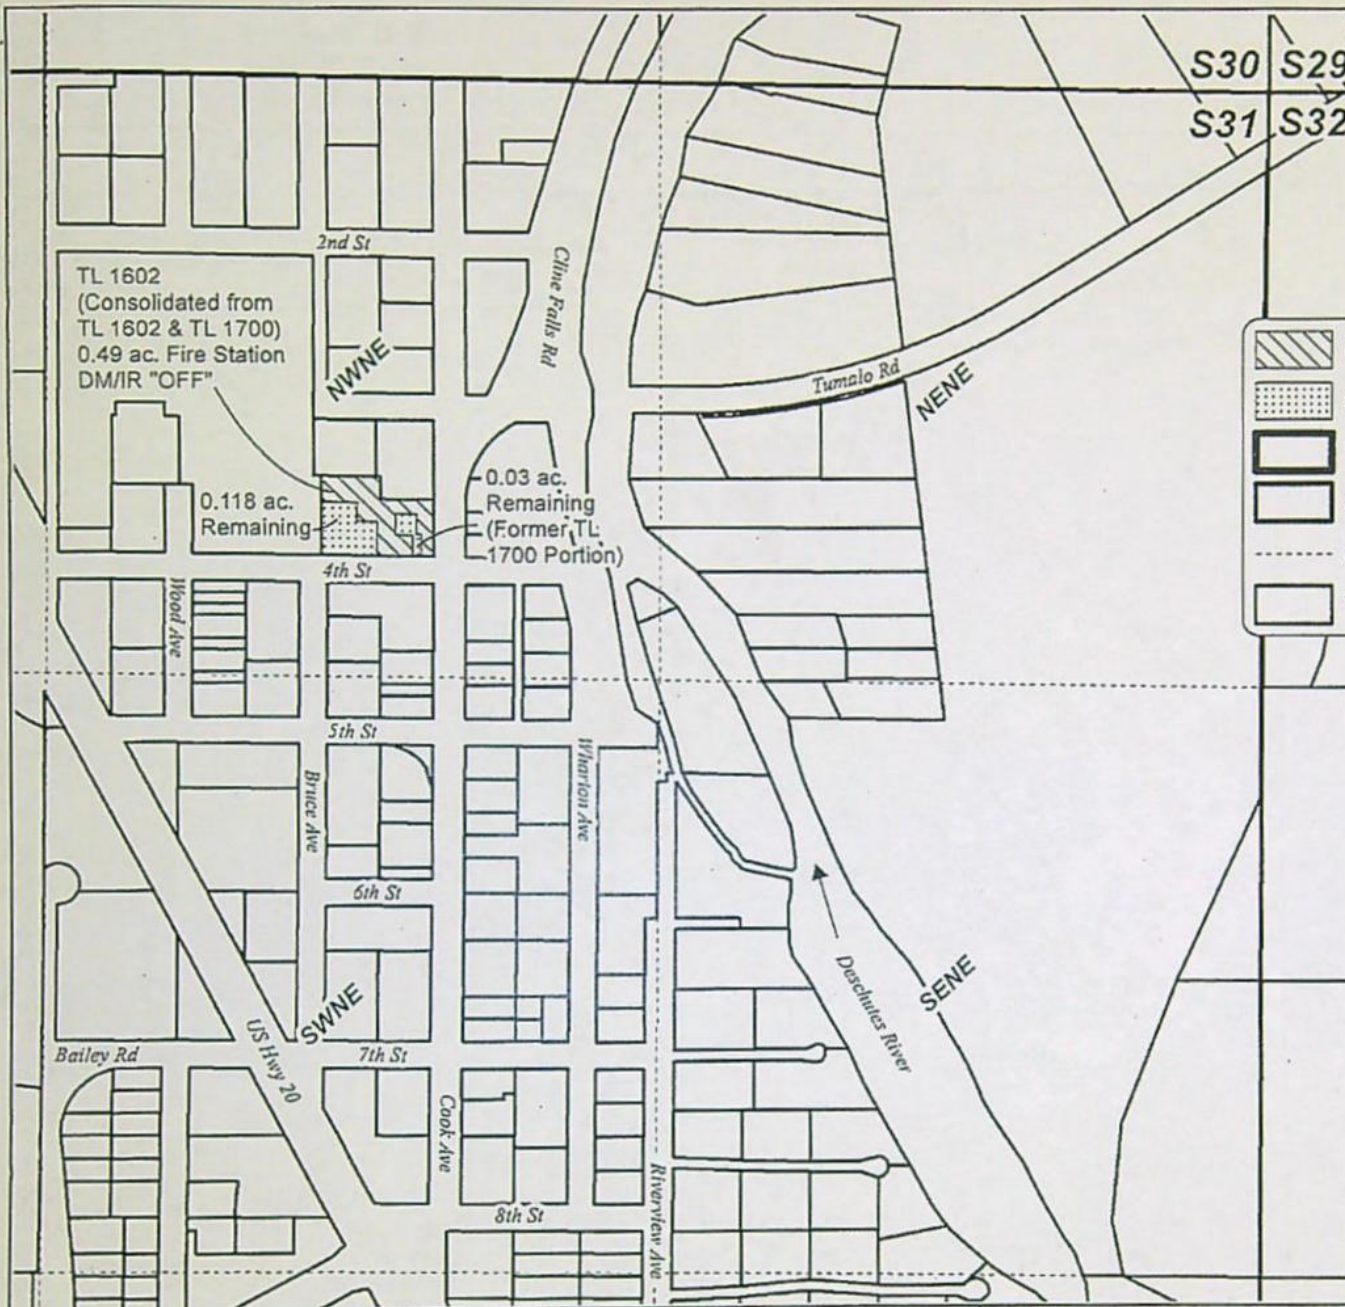 S30 S29
S31 S32
2nd St
Cline Falls Rd
TL 1602
(Consolidated from
TL 1602 & TL 1700)
0.49 ac. Fire Station
DM/IR "OFF"
NWNE
Tumalo Rd
NENE
0.118 ac.
Remaining
0.03 ac.
Remaining
(Former TL
1700 Portion)
4th St
Wood Ave
5th St
Bruce Ave
Wharton Ave
6th St
Deschutes River
SENE
SWNE
US Hwy 20
Bailey Rd
7th St
Cook Ave
Riverview Ave
8th St